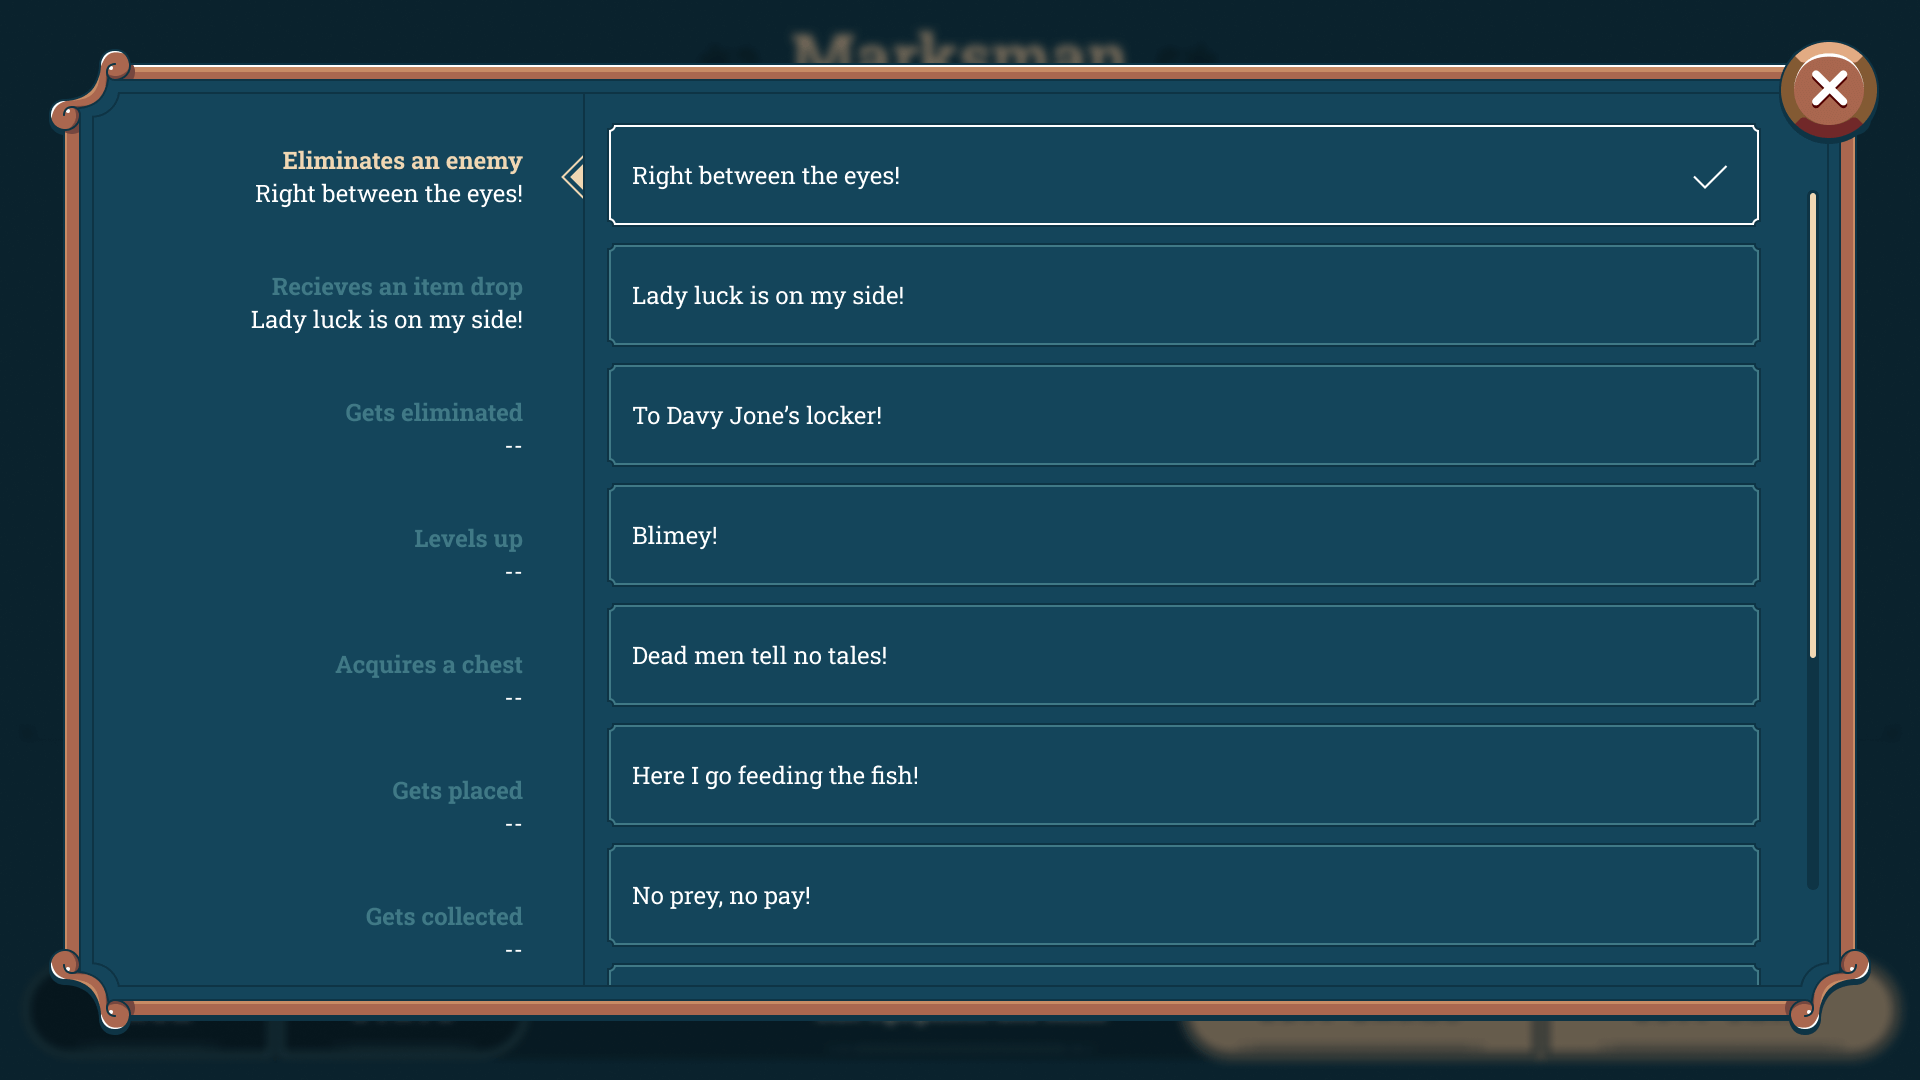 Marksman
Eliminates an enemy
Right between the eyes!
Recieves an item drop
Lady luck is on my side!
Gets eliminated
--
Levels up
--
Acquires a chest
--
Gets placed
--
Gets collected
--
Right between the eyes!
Lady luck is on my side!
To Davy Jone’s locker!
Blimey!
Dead men tell no tales!
Here I go feeding the fish!
No prey, no pay!